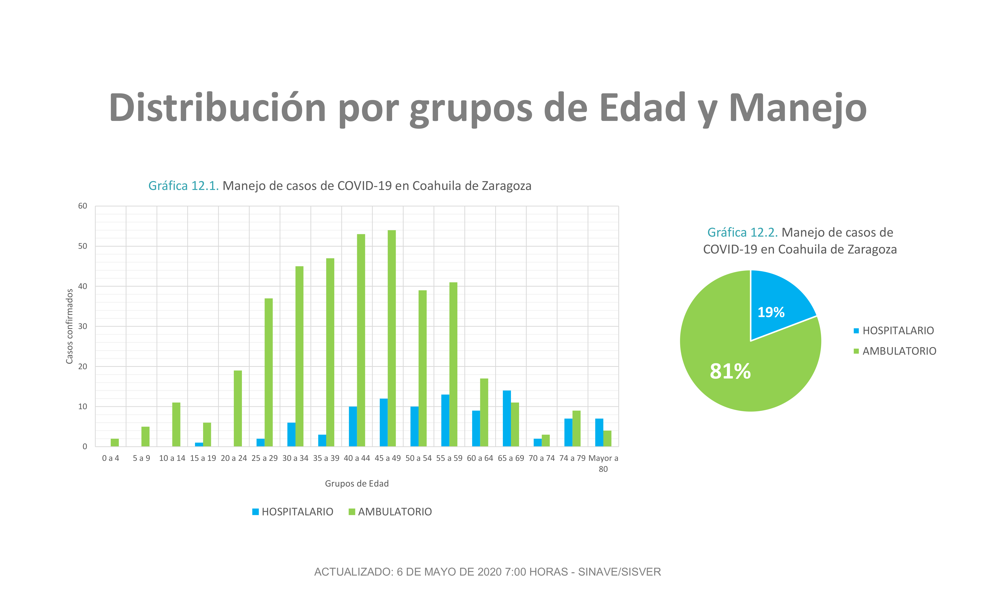 Distribución por grupos de Edad y Manejo
Gráfica 12.1. Manejo de casos de COVID-19 en Coahuila de Zaragoza
60
50
40
30
20
10
0
Casos confirmados
0 a 4 5 a 9 10 a 14 15 a 19 20 a 24 25 a 29 30 a 34 35 a 39 40 a 44 45 a 49 50 a 54 55 a 59 60 a 64 65 a 69 70 a 74 74 a 79 Mayor a
80
Grupos de Edad
HOSPITALARIO AMBULATORIO
Gráfica 12.2. Manejo de casos de
COVID-19 en Coahuila de Zaragoza
19%
81%
HOSPITALARIO
AMBULATORIO
ACTUALIZADO: 6 DE MAYO DE 2020 7:00 HORAS - SINAVE/SISVER